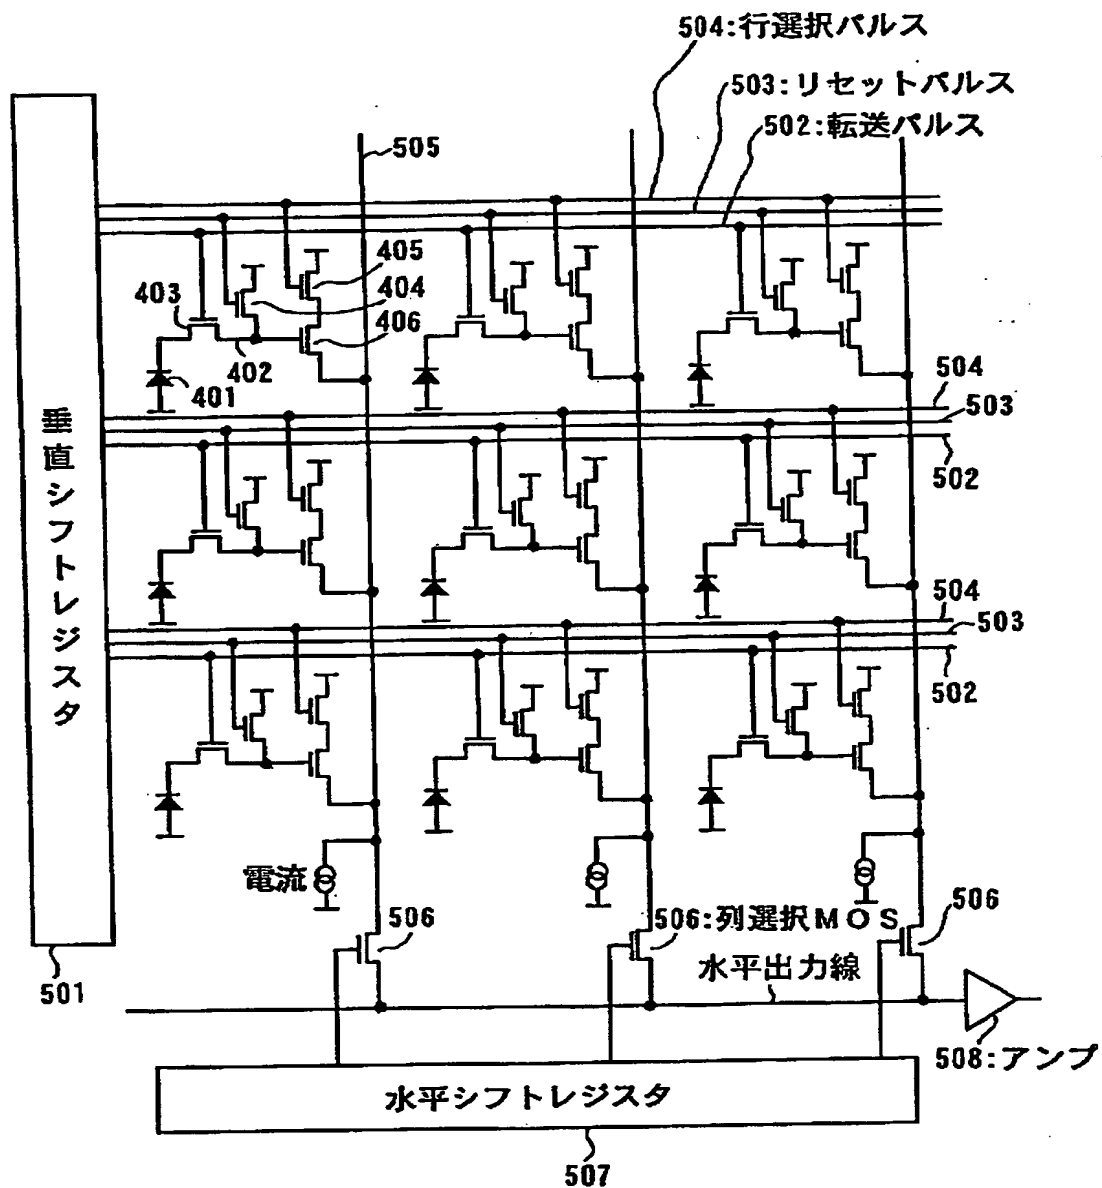 504:行選択パルス
503:リセットパルス
502:転送パルス
505
405
404
403
406
402
401
504
503
502
垂直シフトレジスタ
504
503
502
電流
506
506:列選択MOS
506
水平出力線
501
508:アンプ
水平シフトレジスタ
507